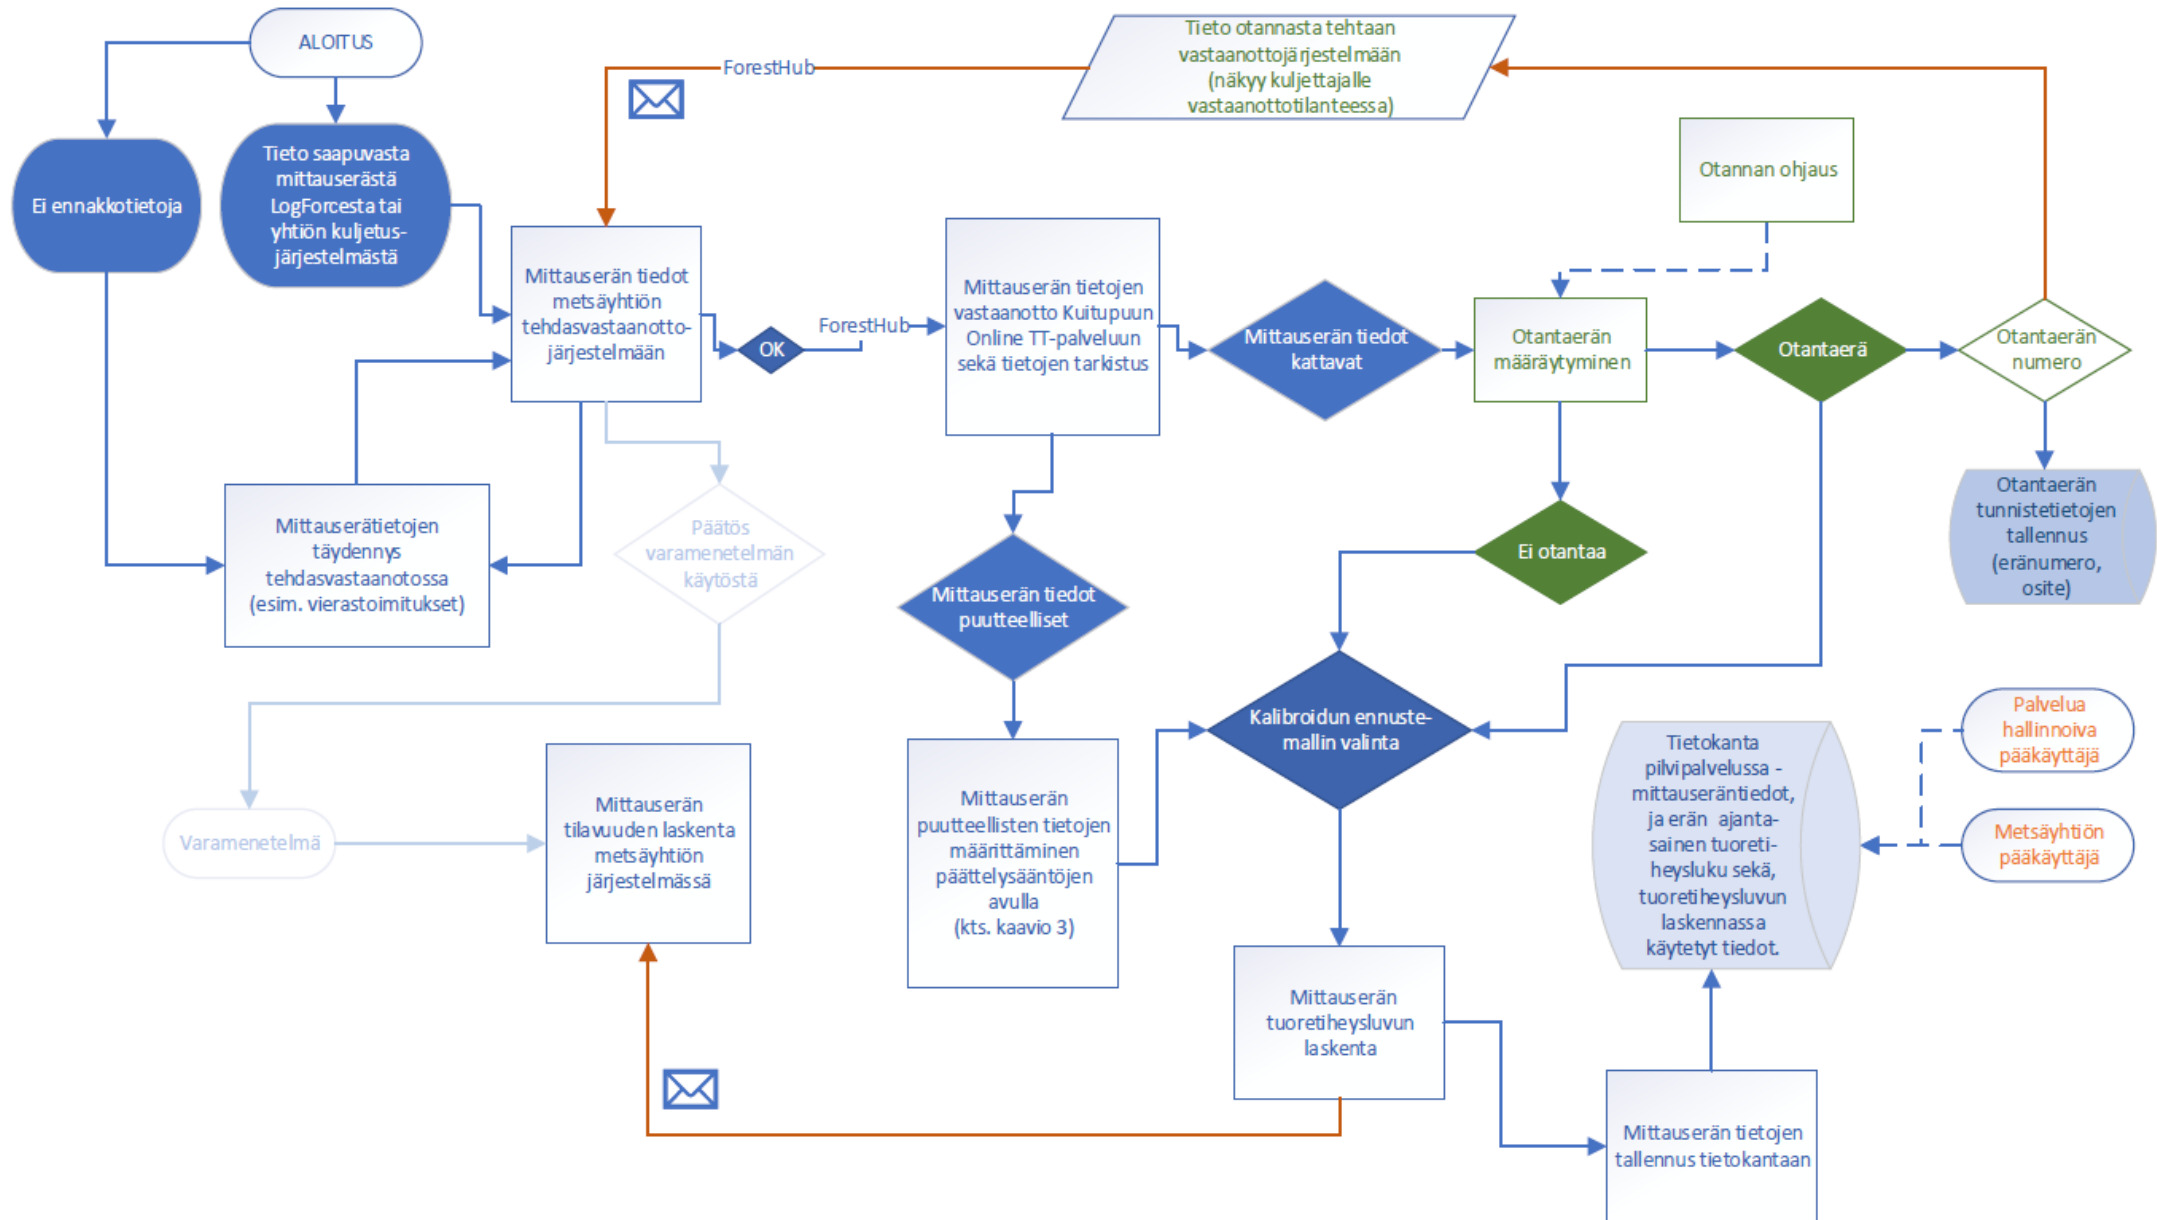 ALOITUS
Ei ennakkotietoja
Tieto saapuvasta
mittauserästä
LogForcesta tai
yhtiön kuljetus-
järjestelmästä
ForestHub
Tieto otannasta tehtaan
vastaanottojärjestelmään
(näkyy kuljettajalle
vastaanottotilanteessa)
Otannan ohjaus
Mittauserän tiedot
metsäyhtiön
tehdasvastaanotto-
järjestelmään
OK
ForestHub
Mittauserän tietojen
vastaanotto Kuitupuun
Online TT-palveluun
sekä tietojen tarkistus
Mittauserän tiedot
kattavat
Otantaerän
määräytyminen
Otantaerä
Otantaerän
numero
Mittauserätietojen
täydennys
tehdasvastaanotossa
(esim. vierastoimitukset)
Päätös
varamenetelmän
käytöstä
Mittauserän tiedot
puutteelliset
Ei otantaa
Otantaerän
tunnistetietojen
tallennus
(eränumero,
osite)
Varamenetelmä
Mittauserän
tilavuuden laskenta
metsäyhtiön
järjestelmässä
Mittauserän
puutteellisten tietojen
määrittäminen
päättelysääntöjen
avulla
(kts. kaavio 3)
Kalibroidun ennuste-
mallin valinta
Tietokanta
pilvipalvelussa -
mittauseräntiedot,
ja erän ajanta-
sainen tuoreti-
heysluku sekä,
tuoretiheysluvun
laskennassa
käytetyt tiedot.
Palvelua
hallinnoiva
pääkäyttäjä
Metsäyhtiön
pääkäyttäjä
Mittauserän
tuoretiheysluvun
laskenta
Mittauserän tietojen
tallennus tietokantaan